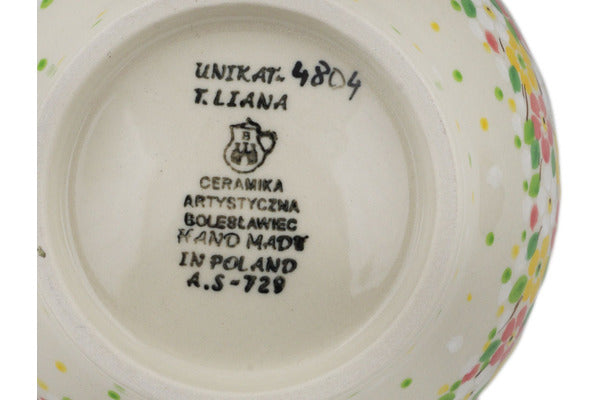 UNIKAT- 4804
T. LIANA
B
CERAMIKA
ARTYSTYCZNA
BOLESŁAWIEC
HAND MADE
IN POLAND
A.S-729